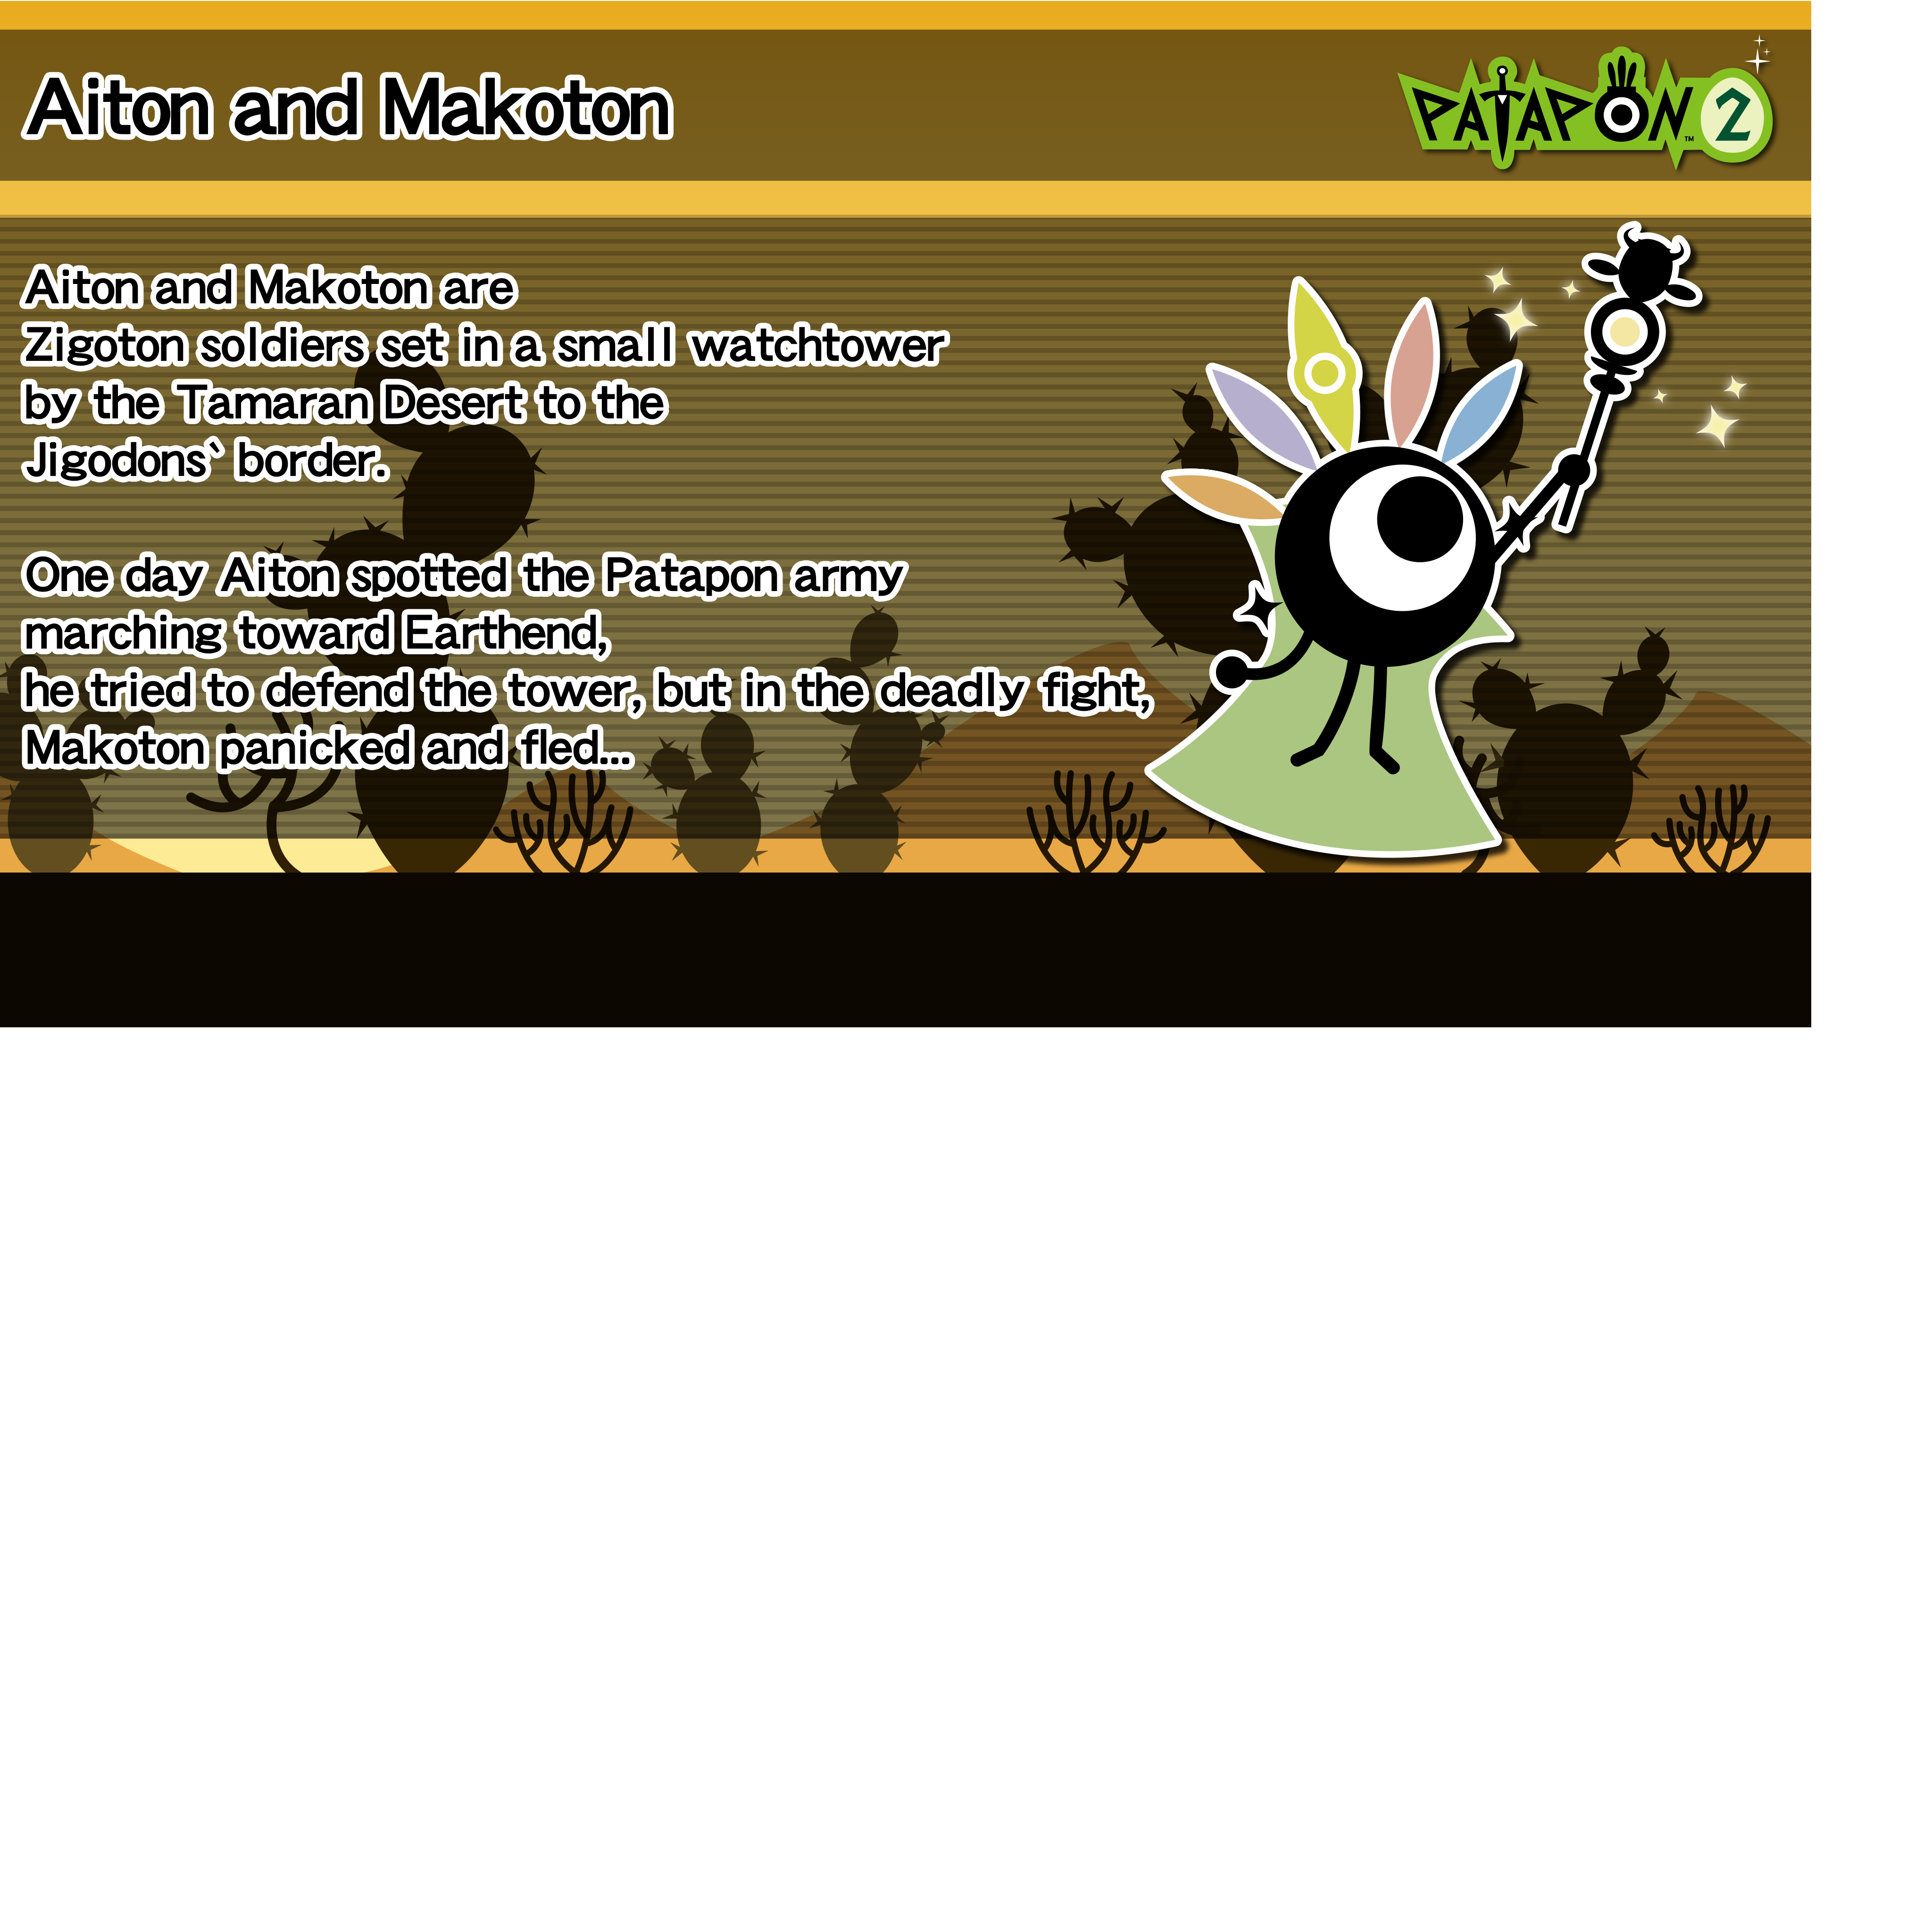 Aiton and Makoton
PATAPON™ 2
Aiton and Makoton are
Zigoton soldiers set in a small watchtower
by the Tamaran Desert to the
Jigodons` border.
One day Aiton spotted the Patapon army
marching toward Earthend,
he tried to defend the tower, but in the deadly fight,
Makoton panicked and fled...